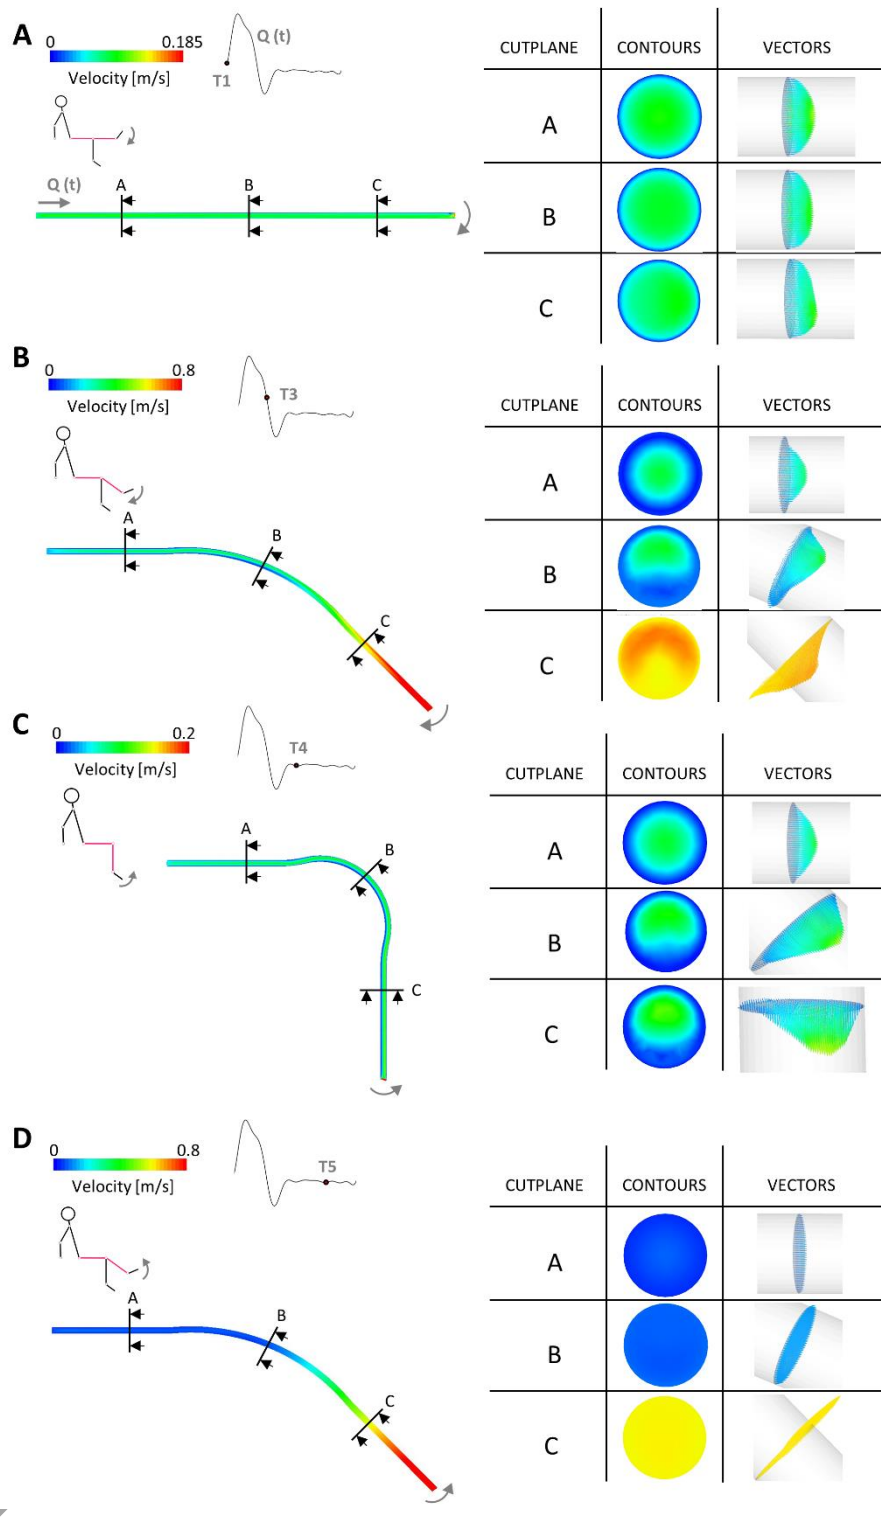 A
0 0.185
Velocity [m/s]
Q (t)
T1
Q (t)
A B C
CUTPLANE CONTOURS VECTORS
A
B
C
B
0 0.8
Velocity [m/s]
T3
A
B
C
CUTPLANE CONTOURS VECTORS
A
B
C
C
0 0.2
Velocity [m/s]
T4
A
B
C
CUTPLANE CONTOURS VECTORS
A
B
C
D
0 0.8
Velocity [m/s]
T5
A
B
C
CUTPLANE CONTOURS VECTORS
A
B
C